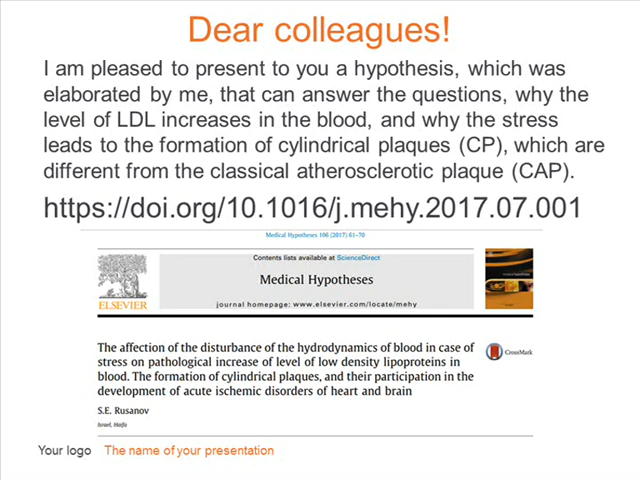 Dear colleagues!
I am pleased to present to you a hypothesis, which was
elaborated by me, that can answer the questions, why the
level of LDL increases in the blood, and why the stress
leads to the formation of cylindrical plaques (CP), which are
different from the classical atherosclerotic plaque (CAP).
https://doi.org/10.1016/j.mehy.2017.07.001
Medical Hypotheses 106 (2017) 61–70
Contents lists available at ScienceDirect
Medical Hypotheses
journal homepage: www.elsevier.com/locate/mehy
ELSEVIER
The affection of the disturbance of the hydrodynamics of blood in case of
stress on pathological increase of level of low density lipoproteins in
blood. The formation of cylindrical plaques, and their participation in the
development of acute ischemic disorders of heart and brain
CrossMark
S.E. Rusanov
Israel, Haifa
Your logo The name of your presentation